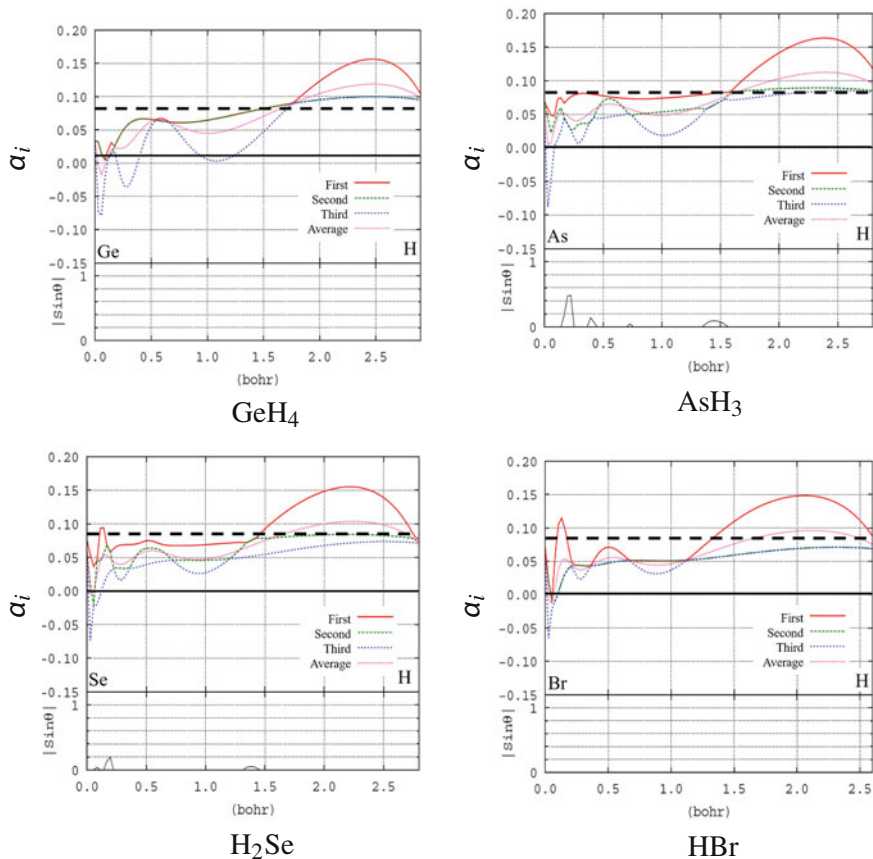 0.20
0.15
0.10
0.05
0.00
-0.05
-0.10
-0.15
αi
First
Second
Third
Average
Ge
H
|Sinθ|
1
0
0.0 0.5 1.0 1.5 2.0 2.5
(bohr)
GeH4
0.20
0.15
0.10
0.05
0.00
-0.05
-0.10
-0.15
αi
First
Second
Third
Average
As
H
|Sinθ|
1
0
0.0 0.5 1.0 1.5 2.0 2.5
(bohr)
AsH3
0.20
0.15
0.10
0.05
0.00
-0.05
-0.10
-0.15
αi
First
Second
Third
Average
Se
H
|Sinθ|
1
0
0.0 0.5 1.0 1.5 2.0 2.5
(bohr)
H2Se
0.20
0.15
0.10
0.05
0.00
-0.05
-0.10
-0.15
αi
First
Second
Third
Average
Br
H
|Sinθ|
1
0
0.0 0.5 1.0 1.5 2.0 2.5
(bohr)
HBr